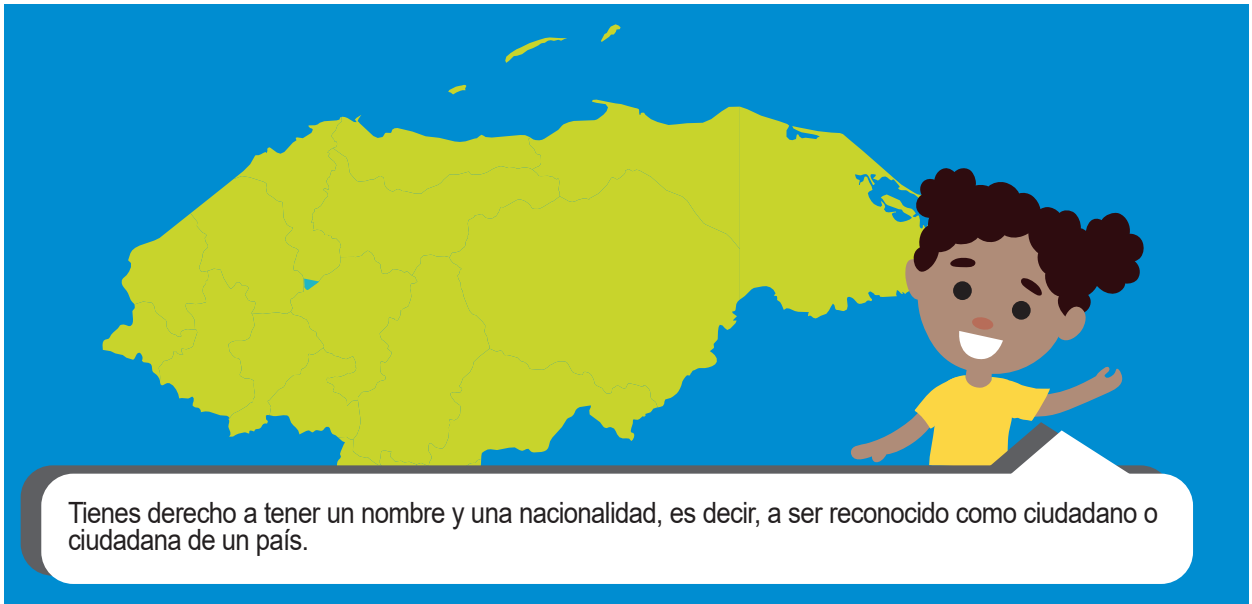 Tienes derecho a tener un nombre y una nacionalidad, es decir, a ser reconocido como ciudadano o
ciudadana de un país.